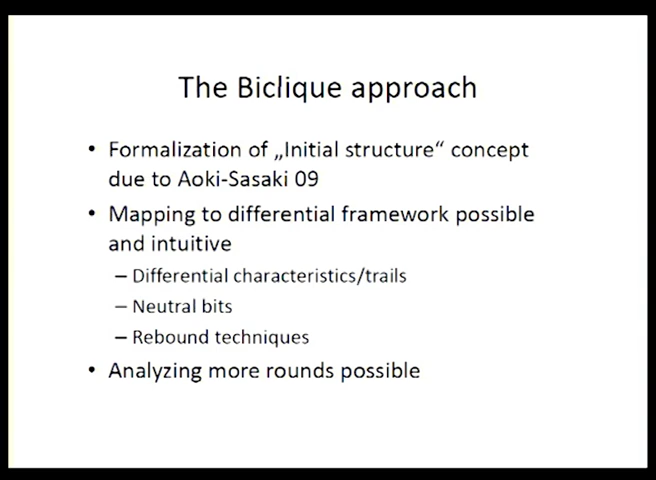 The Biclique approach
• Formalization of „Initial structure“ concept
due to Aoki-Sasaki 09
• Mapping to differential framework possible
and intuitive
– Differential characteristics/trails
– Neutral bits
– Rebound techniques
• Analyzing more rounds possible